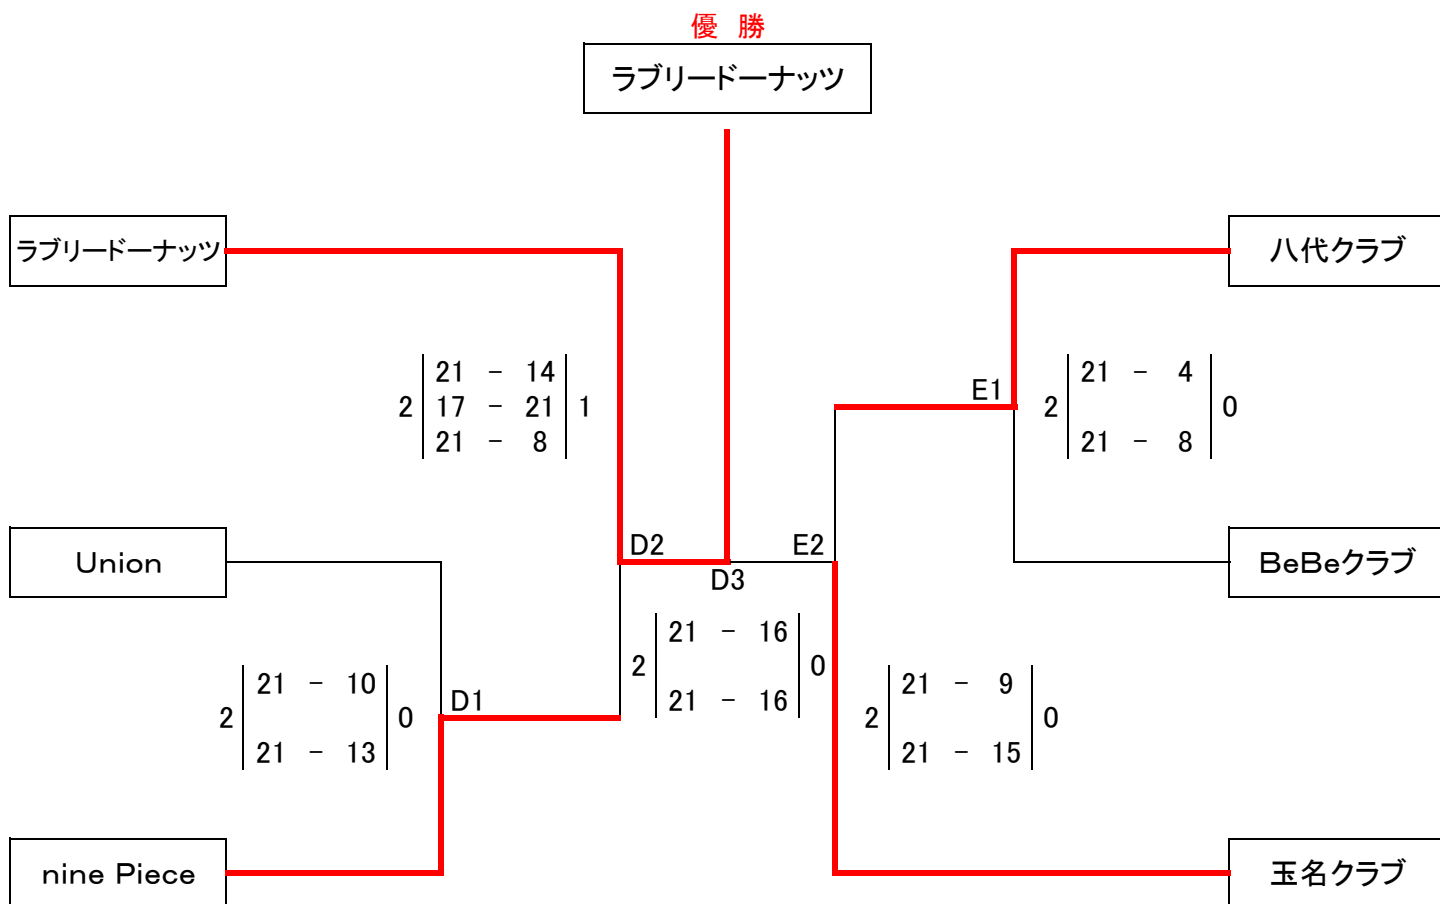 優 勝
ラブリードーナッツ
ラブリードーナッツ
八代クラブ
21 - 14
2 17 - 21 1
21 - 8
E1
21 - 4
2 0
21 - 8
Union
D2
E2
D3
BeBeクラブ
21 - 10
2 0
21 - 13
D1
21 - 16
2 0
21 - 16
21 - 9
2 0
21 - 15
nine Piece
玉名クラブ